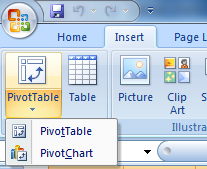 Home Insert Page L
PivotTable Table Picture Clip Art
Illustra
PivotTable
PivotChart